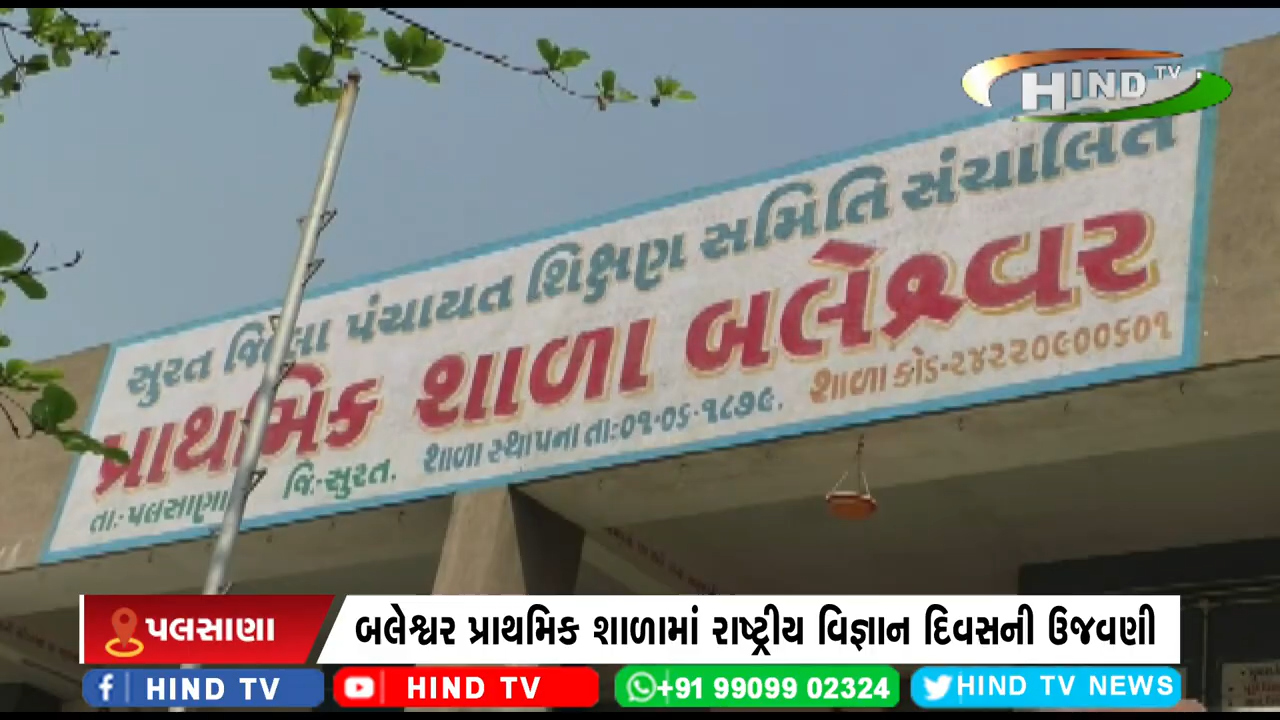 HIND TV
સુરત જિલ્લા પંચાયત શિક્ષણ સમિતિ સંચાલિત
પ્રાથમિક શાળા બલેશ્વર
તા:-પલસાણા જિ:-સુરત. શાળા સ્થાપના તા:૦૧-૦૬-૧૮૭૯. શાળા કોડ-૨૪૨૨૦૯૦૦૬૦૧
પલસાણા
બલેશ્વર પ્રાથમિક શાળામાં રાષ્ટ્રીય વિજ્ઞાન દિવસની ઉજવણી
HIND TV HIND TV +91 99099 02324 HIND TV NEWS